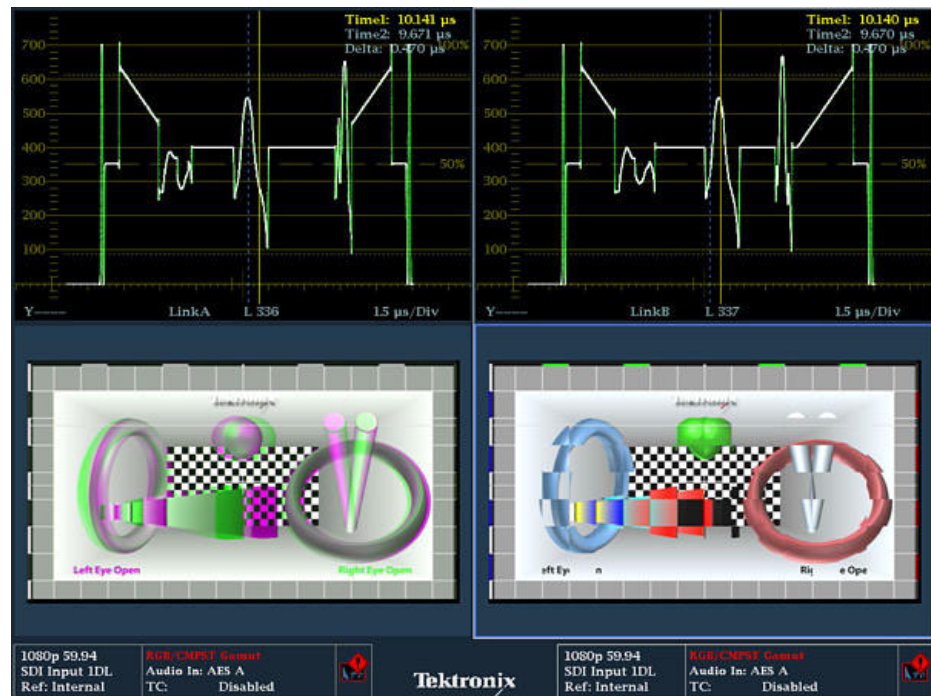 Time1: 10.141 µs
Time2: 9.671 µs
Delta: 0.470 µs
100%
700
600
500
400
300
200
100
50%
Y----
LinkA
L 336
1.5 µs/Div
Time1: 10.140 µs
Time2: 9.670 µs
Delta: 0.470 µs
100%
700
600
500
400
300
200
100
50%
Y----
LinkB
L 337
1.5 µs/Div
Left Eye Open
Right Eye Open
1080p 59.94
SDI Input 1DL
Ref: Internal
RGB/CMPST Gamut
Audio In: AES A
TC: Disabled
Tektronix
1080p 59.94
SDI Input 1DL
Ref: Internal
RGB/CMPST Gamut
Audio In: AES A
TC: Disabled